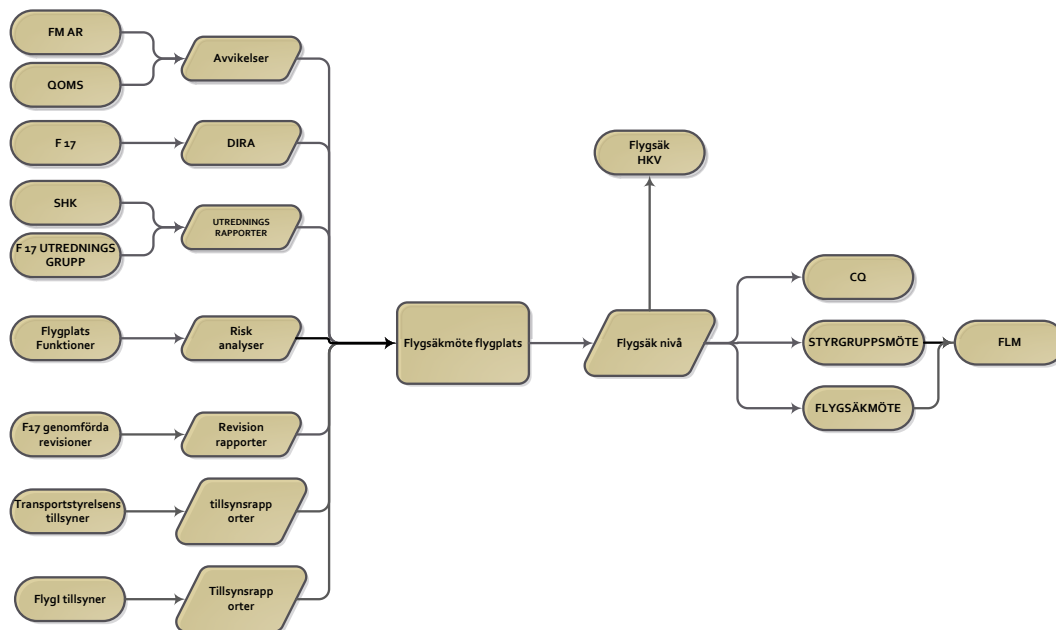 FM AR
QOMS
Avvikelser
F 17
DIRA
SHK
F 17 UTREDNINGS
GRUPP
UTREDNINGS
RAPPORTER
Flygplats
Funktioner
Risk
analyser
F17 genomförda
revisioner
Revision
rapporter
Transportstyrelsens
tillsyner
tillsynsrapp
orter
FlygI tillsyner
Tillsynsrapp
orter
Flygsäkmöte flygplats
Flygsäk
HKV
Flygsäk nivå
CQ
STYRGRUPPSMÖTE
FLYGSÄKMÖTE
FLM